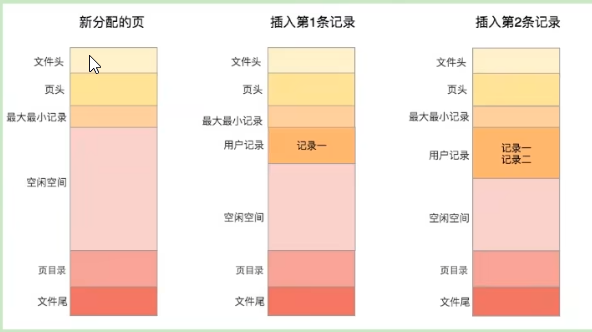 新分配的页
插入第1条记录
插入第2条记录
文件头
页头
最大最小记录
空闲空间
页目录
文件尾
文件头
页头
最大最小记录
用户记录
记录一
空闲空间
页目录
文件尾
文件头
页头
最大最小记录
用户记录
记录一
记录二
空闲空间
页目录
文件尾